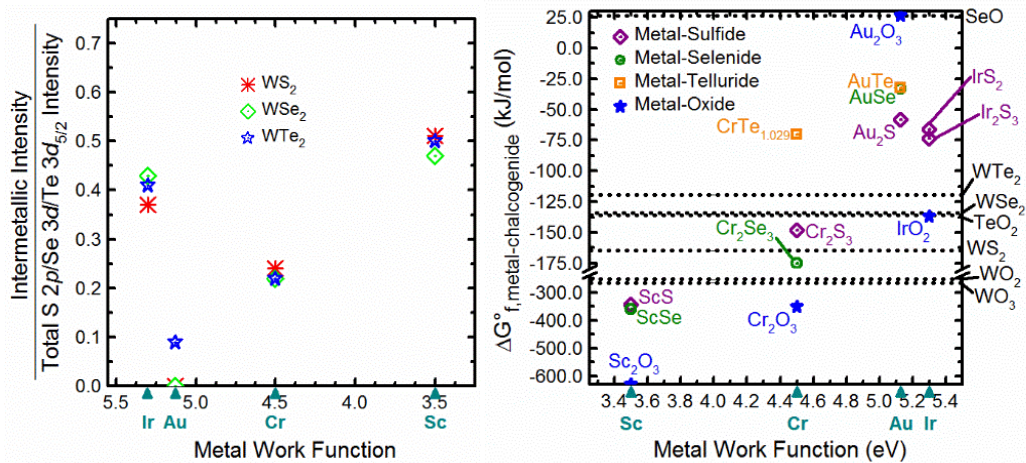 Intermetallic Intensity
Total S 2p/Se 3d/Te 3d5/2 Intensity
0.7
0.6
0.5
0.4
0.3
0.2
0.1
0.0
WS2
WSe2
WTe2
5.5 5.0 4.5 4.0 3.5
Ir Au Cr Sc
Metal Work Function
ΔG°f,metal-chalcogenide (kJ/mol)
25.0
0.0
-25.0
-50.0
-75.0
-100.0
-125.0
-150.0
-175.0
-300.0
-400.0
-500.0
-600.0
Metal-Sulfide
Metal-Selenide
Metal-Telluride
Metal-Oxide
Au2O3
AuTe
AuSe
Au2S
CrTe1.029
IrS2
Ir2S3
Cr2Se3
Cr2S3
IrO2
ScS
ScSe
Cr2O3
Sc2O3
SeO
WTe2
WSe2
TeO2
WS2
WO2
WO3
3.4 3.6 3.8 4.0 4.2 4.4 4.6 4.8 5.0 5.2 5.4
Sc Cr Au Ir
Metal Work Function (eV)